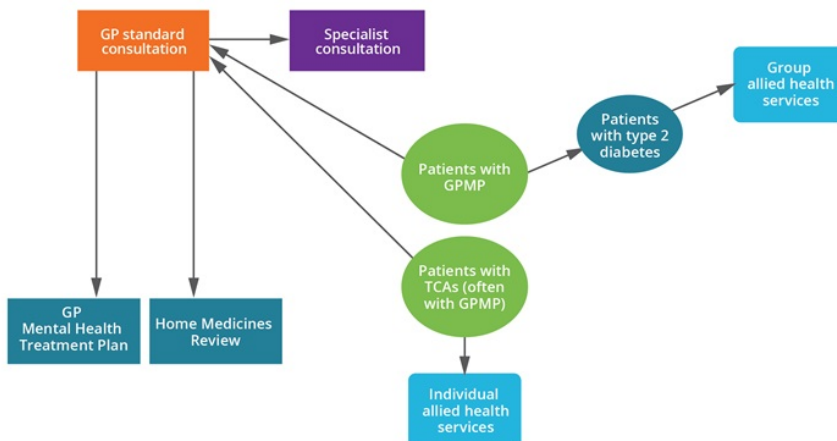 GP standard
consultation
Specialist
consultation
Group
allied health
services
Patients
with type 2
diabetes
Patients with
GPMP
Patients with
TCAs (often
with GPMP)
GP
Mental Health
Treatment Plan
Home Medicines
Review
Individual
allied health
services